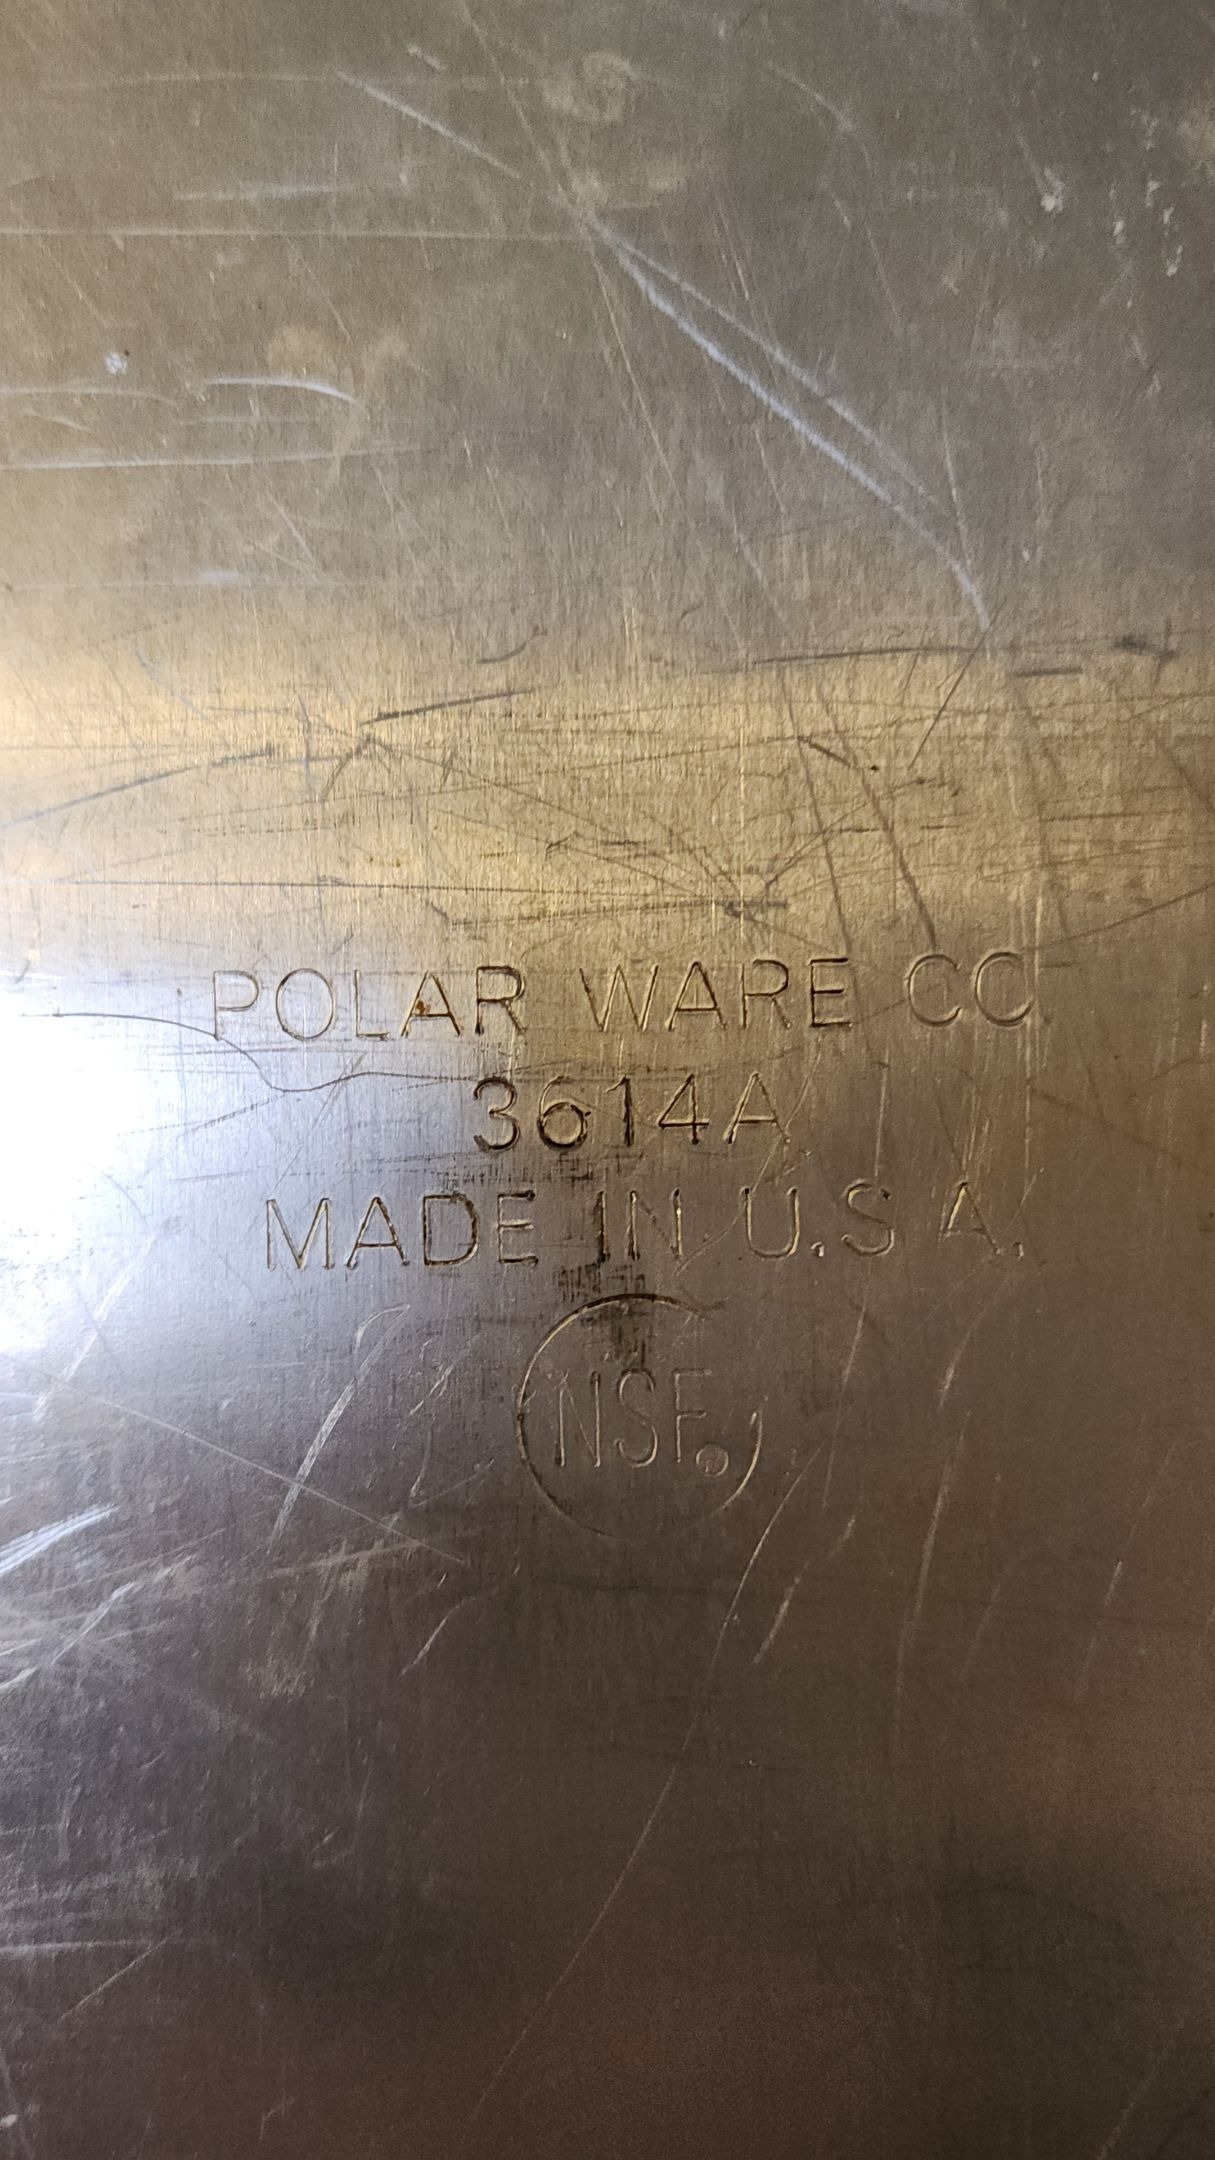 POLAR WARE CO.
3614A
MADE IN U.S.A.
NSF®